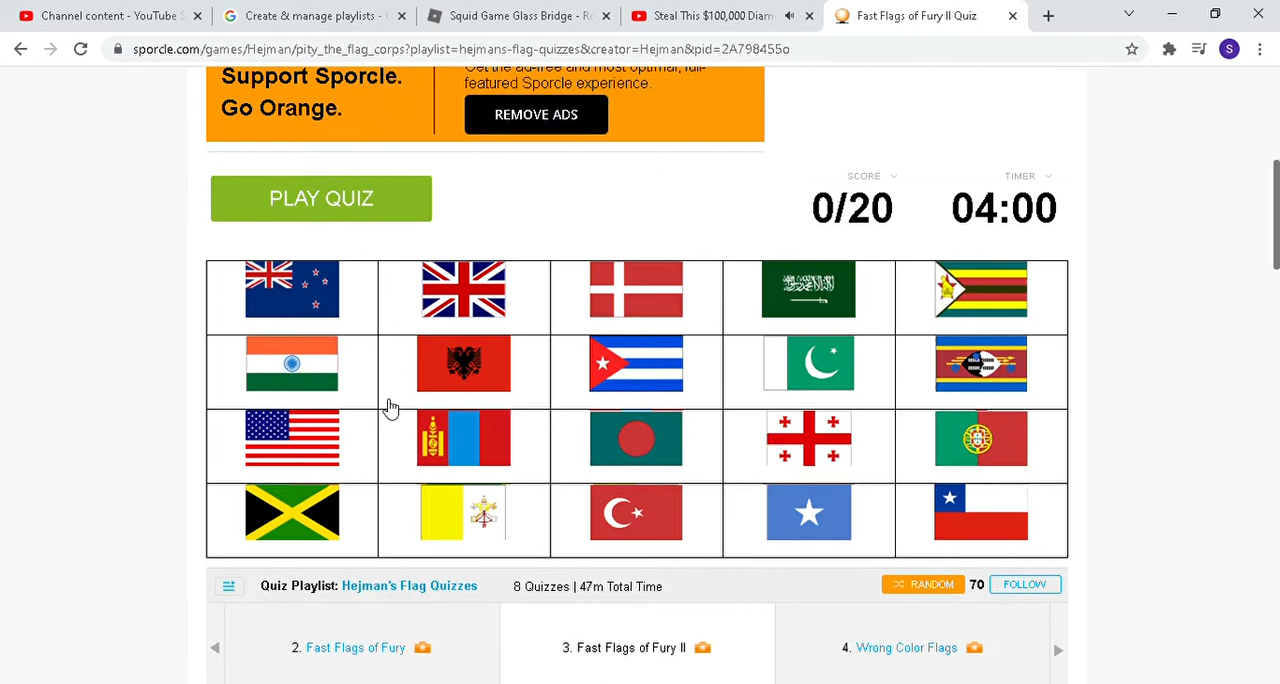 Channel content - YouTube S
Create & manage playlists - C
Squid Game Glass Bridge - Ro
Steal This $100,000 Diam
Fast Flags of Fury II Quiz
sporcle.com/games/Hejman/pity_the_flag_corps?playlist=hejmans-flag-quizzes&creator=Hejman&pid=2A798455o
S
Support Sporcle.
Go Orange.
Get the ad-free and most optimal, full-
featured Sporcle experience.
REMOVE ADS
PLAY QUIZ
SCORE
0/20
TIMER
04:00
Quiz Playlist: Hejman's Flag Quizzes
8 Quizzes | 47m Total Time
RANDOM
70
FOLLOW
2. Fast Flags of Fury
3. Fast Flags of Fury II
4. Wrong Color Flags